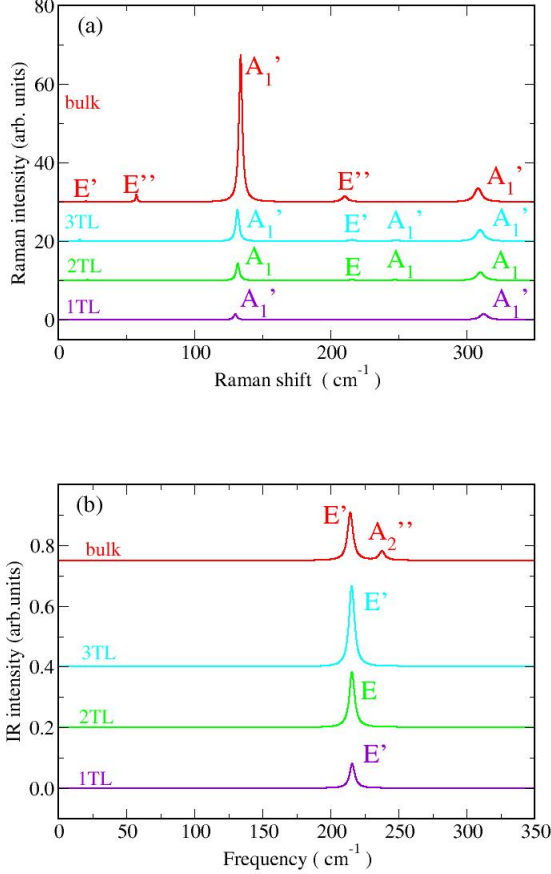 (a)
80
60
40
20
0
Raman intensity (arb. units)
bulk
E'
E''
A₁'
E''
A₁'
3TL
A₁'
E'
A₁'
A₁'
2TL
A₁
E
A₁
A₁
1TL
A₁'
A₁'
0 50 100 150 200 250 300
Raman shift ( cm⁻¹ )
(b)
0.8
0.6
0.4
0.2
0.0
IR intensity (arb.units)
bulk
E'
A₂''
3TL
E'
2TL
E
1TL
E'
0 50 100 150 200 250 300 350
Frequency ( cm⁻¹ )